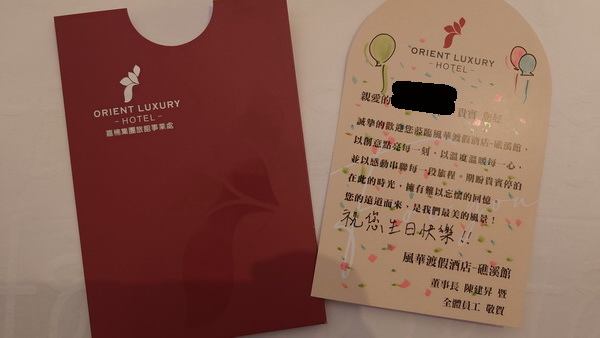 ORIENT LUXURY
- HOTEL -
嘉楠集團旅館事業處
ORIENT LUXURY
- HOTEL -
親愛的 貴賓 您好
誠摯的歡迎您蒞臨風華渡假酒店-礁溪館，
以創意點亮每一刻，以溫度溫暖每一心，
並以感動串聯每一段旅程。期盼貴賓停泊
在此的時光，擁有難以忘懷的回憶
您的遠道而來，是我們最美的風景！
祝您生日快樂!!
風華渡假酒店-礁溪館
董事長 陳建昇 暨
全體員工 敬賀